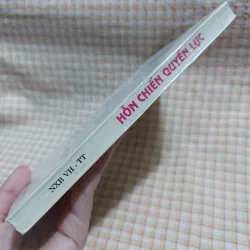 HỖN CHIẾN QUYỀN LỰC
NXB VH - TT